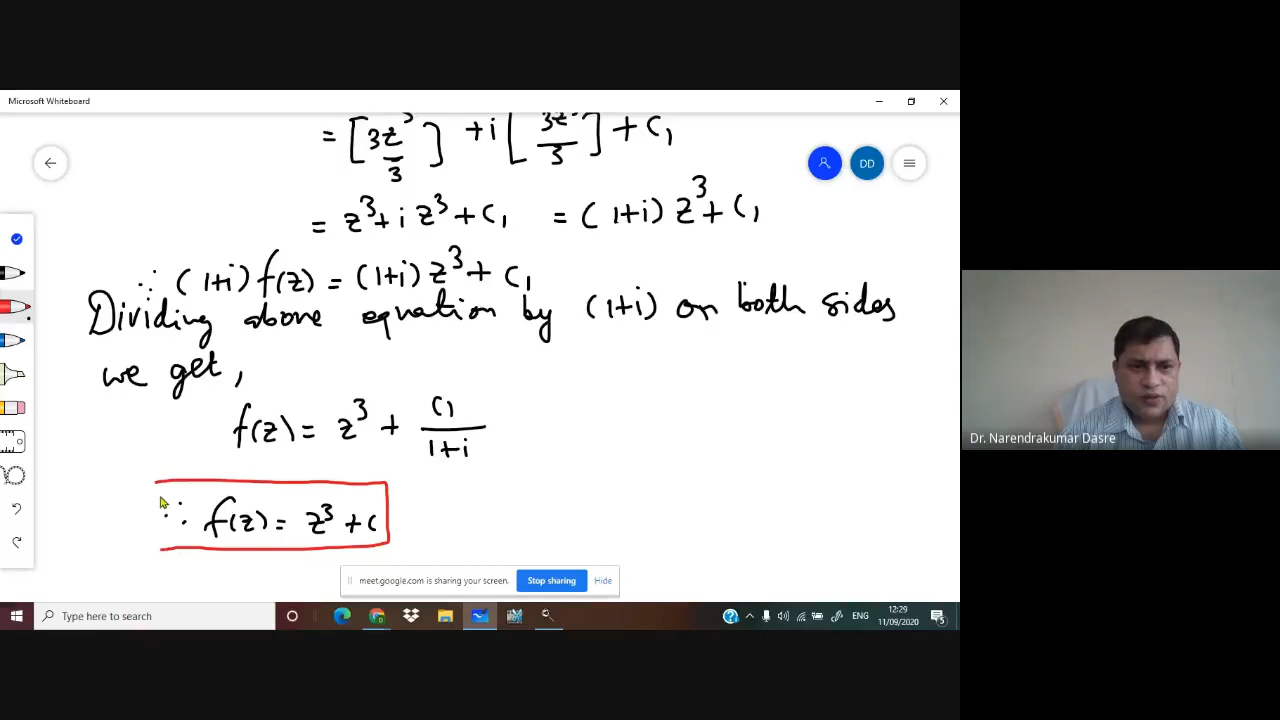 Microsoft Whiteboard
= [3z³/3] + i [3z³/3] + C₁
= z³ + i z³ + C₁ = (1+i) z³ + C₁
∴ (1+i) f(z) = (1+i) z³ + C₁
Dividing above equation by (1+i) on both sides
we get,
f(z) = z³ + C₁/(1+i)
∵ f(z) = z³ + c
DD
Dr. Narendrakumar Dasre
meet.google.com is sharing your screen.
Stop sharing
Hide
Type here to search
ENG
12:29
11/09/2020
5